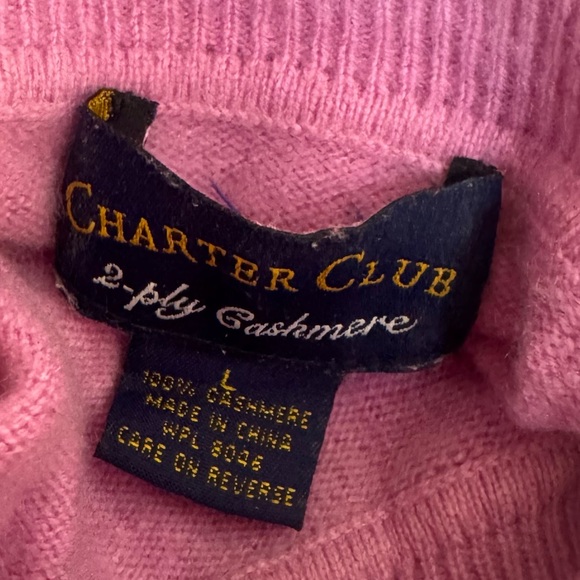 CHARTER CLUB
2-ply Cashmere
L
100% CASHMERE
MADE IN CHINA
WPL 8046
CARE ON REVERSE